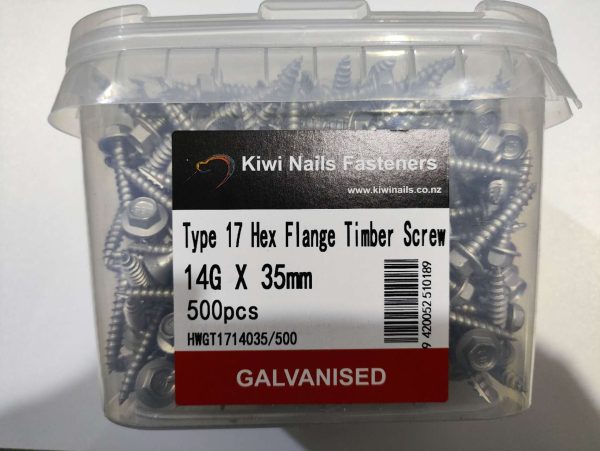 Kiwi Nails Fasteners
www.kiwinails.co.nz
Type 17 Hex Flange Timber Screw
14G X 35mm
500pcs
HWGT1714035/500
9 420052 510189
GALVANISED